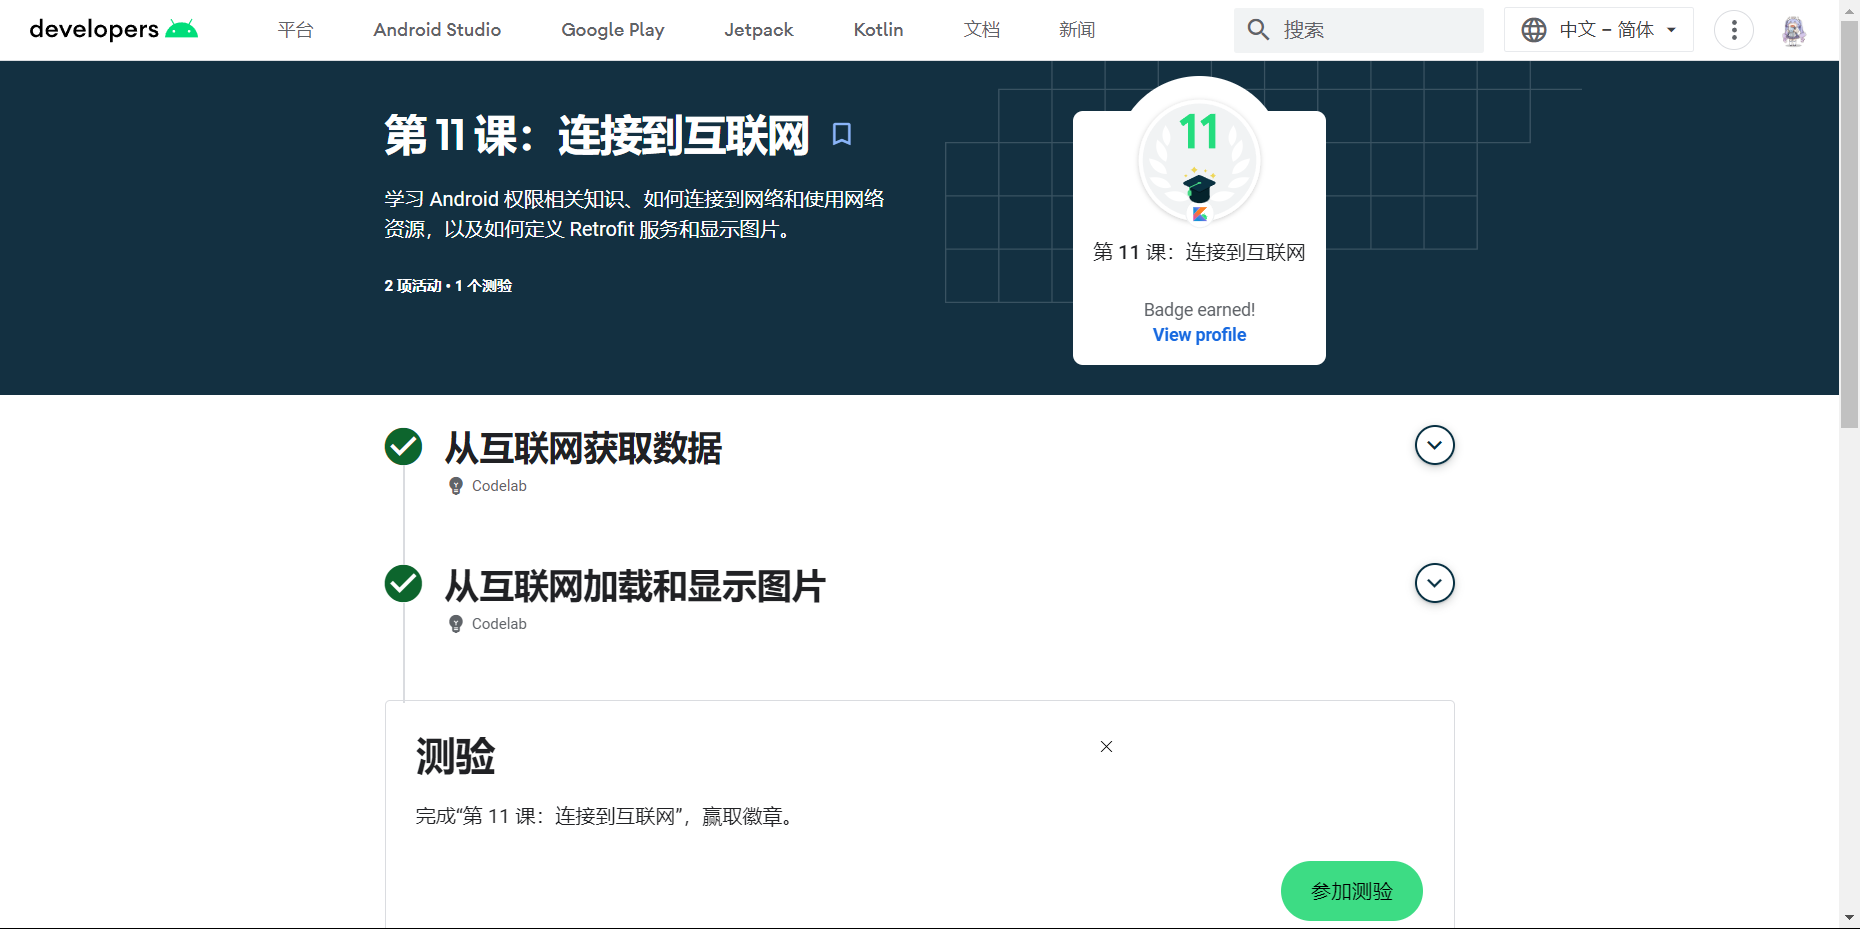 developers
平台
Android Studio
Google Play
Jetpack
Kotlin
文档
新闻
搜索
中文 – 简体
第 11 课：连接到互联网
学习 Android 权限相关知识、如何连接到网络和使用网络
资源，以及如何定义 Retrofit 服务和显示图片。
2 项活动 • 1 个测验
11
第 11 课：连接到互联网
Badge earned!
View profile
从互联网获取数据
Codelab
从互联网加载和显示图片
Codelab
测验
完成“第 11 课：连接到互联网”，赢取徽章。
参加测验